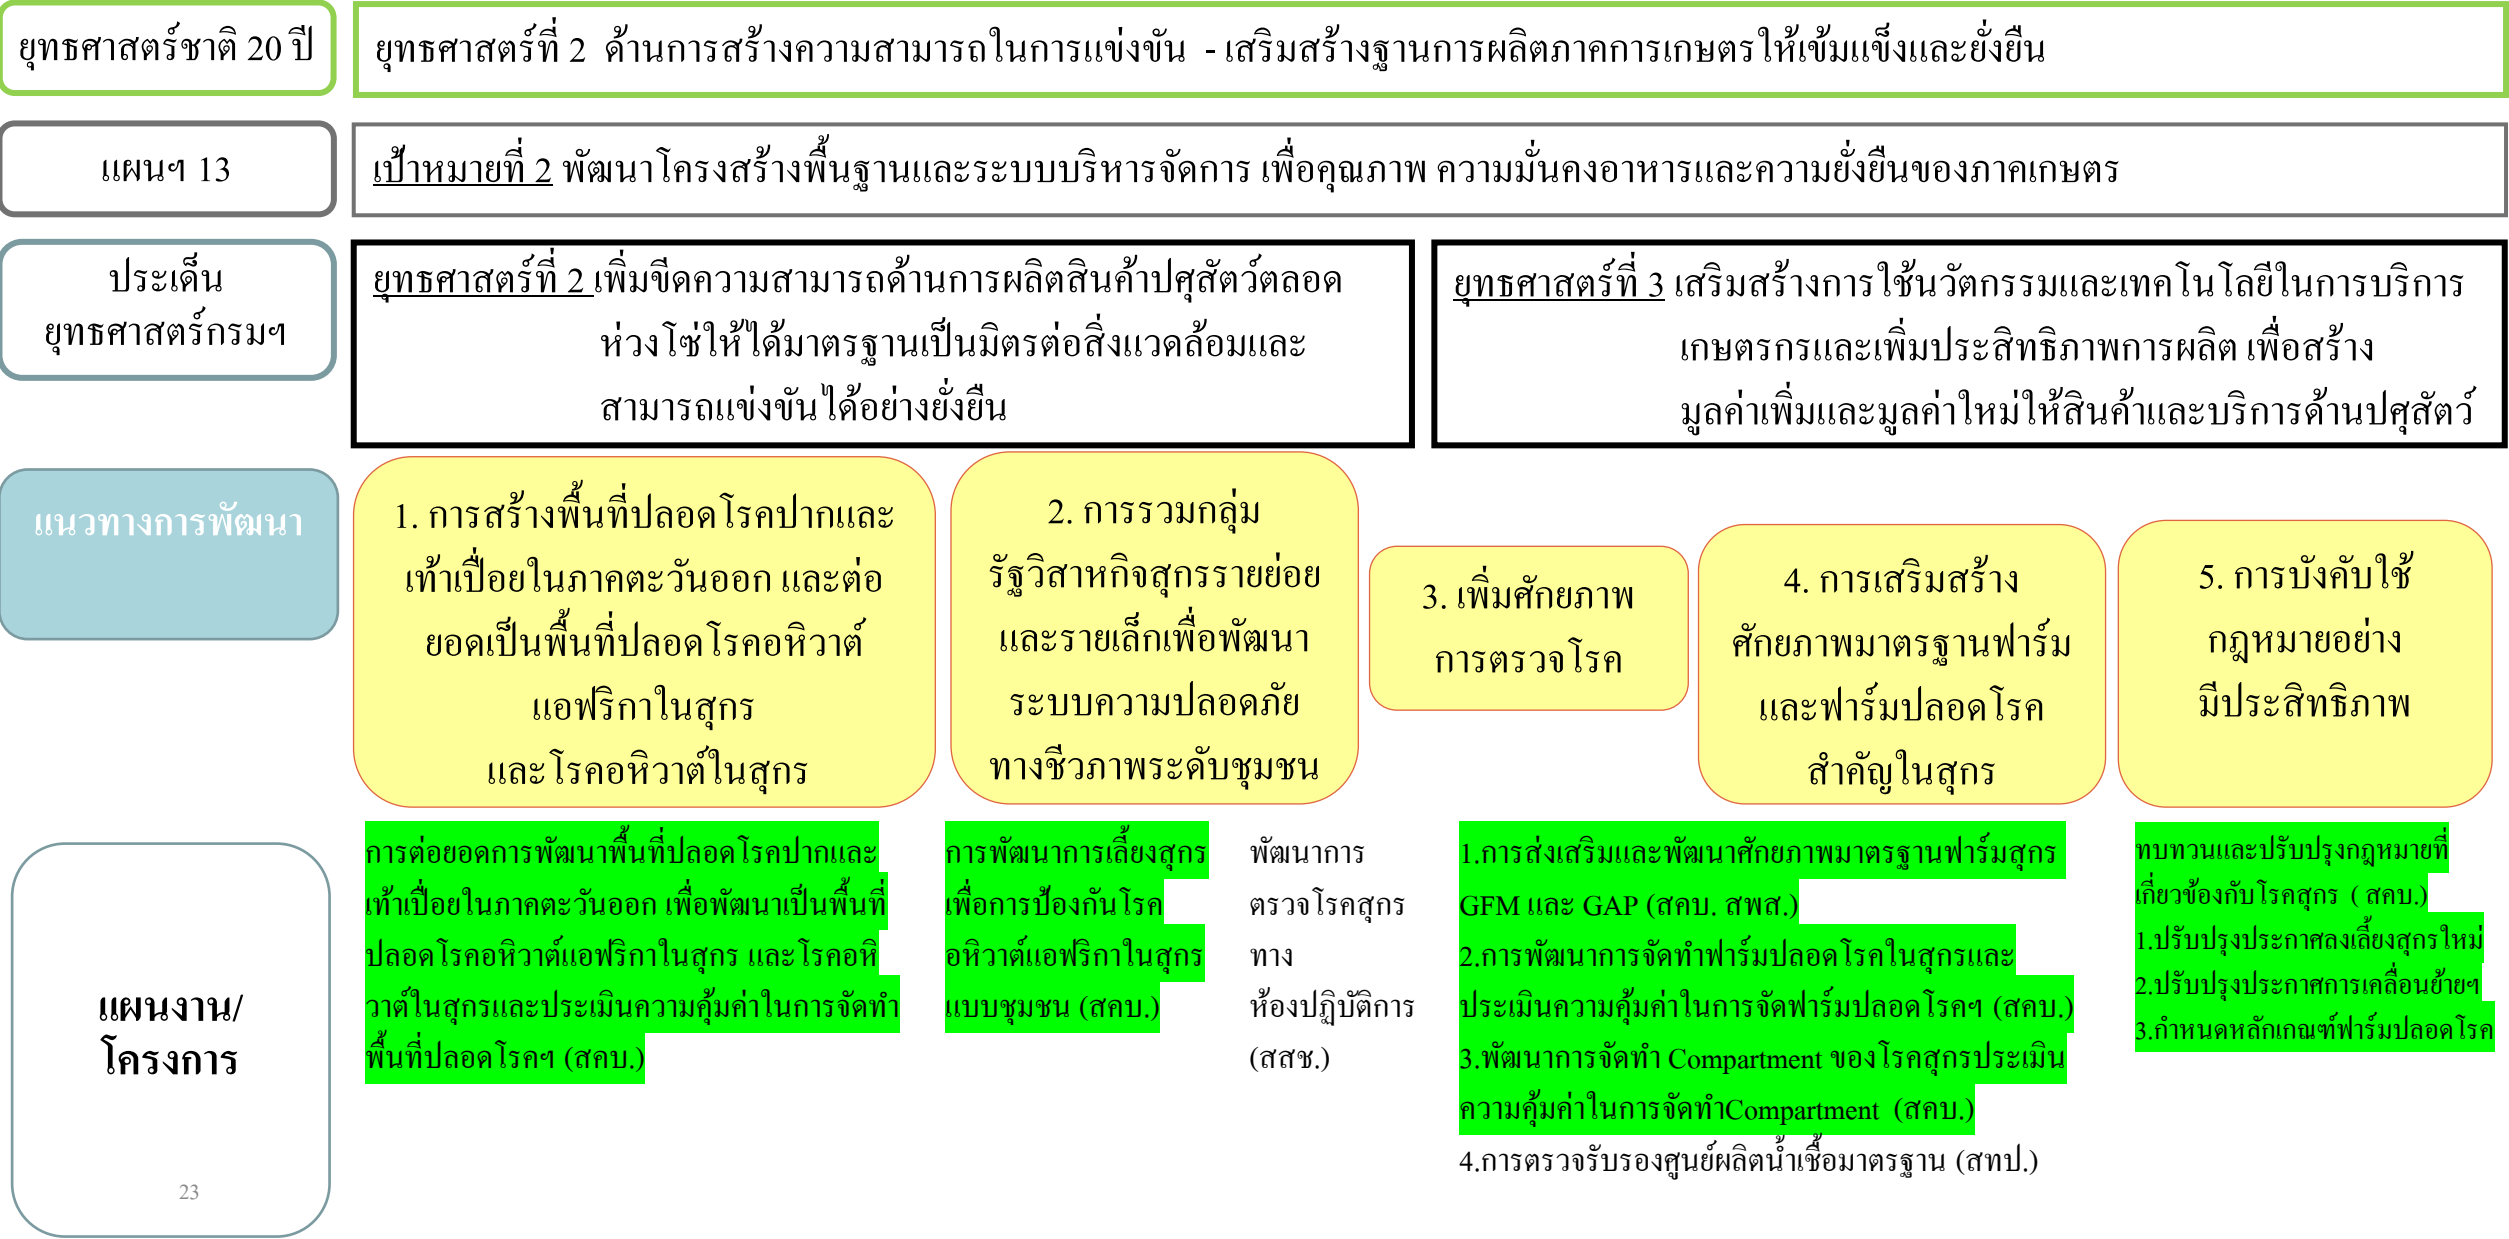 ยุทธศาสตร์ชาติ 20 ปี
ยุทธศาสตร์ที่ 2  ด้านการสร้างความสามารถในการแข่งขัน  - เสริมสร้างฐานการผลิตภาคการเกษตรให้เข้มแข็งและยั่งยืน
แผนฯ 13
เป้าหมายที่ 2 พัฒนาโครงสร้างพื้นฐานและระบบบริหารจัดการ เพื่อคุณภาพ ความมั่นคงอาหารและความยั่งยืนของภาคเกษตร
ประเด็น
ยุทธศาสตร์กรมฯ
ยุทธศาสตร์ที่ 2 เพิ่มขีดความสามารถด้านการผลิตสินค้าปศุสัตว์ตลอด
ห่วงโซ่ให้ได้มาตรฐานเป็นมิตรต่อสิ่งแวดล้อมและ
สามารถแข่งขันได้อย่างยั่งยืน
ยุทธศาสตร์ที่ 3 เสริมสร้างการใช้นวัตกรรมและเทคโนโลยีในการบริการ
เกษตรกรและเพิ่มประสิทธิภาพการผลิต เพื่อสร้าง
มูลค่าเพิ่มและมูลค่าใหม่ให้สินค้าและบริการด้านปศุสัตว์
แนวทางการพัฒนา
1. การสร้างพื้นที่ปลอดโรคปากและ
เท้าเปื่อยในภาคตะวันออก และต่อ
ยอดเป็นพื้นที่ปลอดโรคอหิวาต์
แอฟริกาในสุกร
และโรคอหิวาต์ในสุกร
2. การรวมกลุ่ม
รัฐวิสาหกิจสุกรรายย่อย
และรายเล็กเพื่อพัฒนา
ระบบความปลอดภัย
ทางชีวภาพระดับชุมชน
3. เพิ่มศักยภาพ
การตรวจโรค
4. การเสริมสร้าง
ศักยภาพมาตรฐานฟาร์ม
และฟาร์มปลอดโรค
สำคัญในสุกร
5. การบังคับใช้
กฎหมายอย่าง
มีประสิทธิภาพ
แผนงาน/
โครงการ
23
การต่อยอดการพัฒนาพื้นที่ปลอดโรคปากและ
เท้าเปื่อยในภาคตะวันออก เพื่อพัฒนาเป็นพื้นที่
ปลอดโรคอหิวาต์แอฟริกาในสุกร และโรคอหิ
วาต์ในสุกรและประเมินความคุ้มค่าในการจัดทำ
พื้นที่ปลอดโรคฯ (สคบ.)
การพัฒนาการเลี้ยงสุกร
เพื่อการป้องกันโรค
อหิวาต์แอฟริกาในสุกร
แบบชุมชน (สคบ.)
พัฒนาการ
ตรวจโรคสุกร
ทาง
ห้องปฏิบัติการ
(สสช.)
1.การส่งเสริมและพัฒนาศักยภาพมาตรฐานฟาร์มสุกร
GFM และ GAP (สคบ. สพส.)
2.การพัฒนาการจัดทำฟาร์มปลอดโรคในสุกรและ
ประเมินความคุ้มค่าในการจัดฟาร์มปลอดโรคฯ (สคบ.)
3.พัฒนาการจัดทำ Compartment ของโรคสุกรประเมิน
ความคุ้มค่าในการจัดทำCompartment  (สคบ.)
4.การตรวจรับรองศูนย์ผลิตน้ำเชื้อมาตรฐาน (สทป.)
ทบทวนและปรับปรุงกฎหมายที่
เกี่ยวข้องกับโรคสุกร  ( สคบ.)
1.ปรับปรุงประกาศลงเลี้ยงสุกรใหม่
2.ปรับปรุงประกาศการเคลื่อนย้ายฯ
3.กำหนดหลักเกณฑ์ฟาร์มปลอดโรค